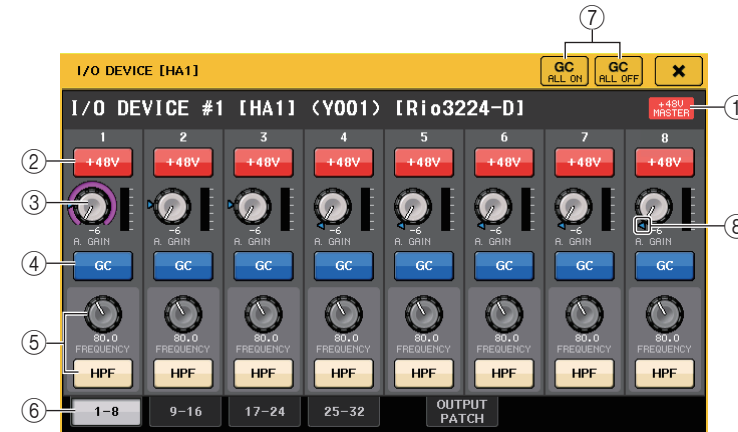 7
I/O DEVICE [HA1]
GC ALL ON
GC ALL OFF
I/O DEVICE #1 [HA1] (Y001) [Rio3224-D]
+48V MASTER
1
1 2 3 4 5 6 7 8
2
+48V +48V +48V +48V +48V +48V +48V +48V
3
-6 -6 -6 -6 -6 -6 -6 -6
8
A. GAIN A. GAIN A. GAIN A. GAIN A. GAIN A. GAIN A. GAIN A. GAIN
4
GC GC GC GC GC GC GC GC
5
80.0 80.0 80.0 80.0 80.0 80.0 80.0 80.0
FREQUENCY FREQUENCY FREQUENCY FREQUENCY FREQUENCY FREQUENCY FREQUENCY FREQUENCY
HPF HPF HPF HPF HPF HPF HPF HPF
6
1-8 9-16 17-24 25-32 OUTPUT PATCH